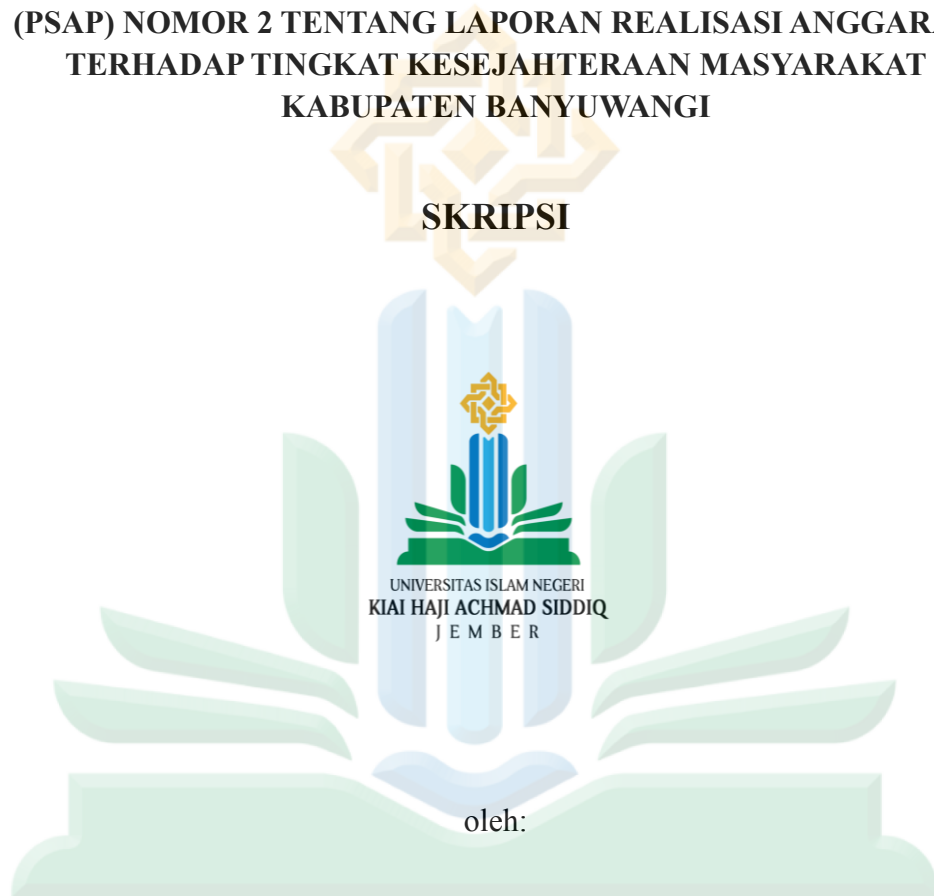 (PSAP) NOMOR 2 TENTANG LAPORAN REALISASI ANGGAR
TERHADAP TINGKAT KESEJAHTERAAN MASYARAKAT
KABUPATEN BANYUWANGI
SKRIPSI
UNIVERSITAS ISLAM NEGERI
KIAI HAJI ACHMAD SIDDIQ
JEMBER
oleh: